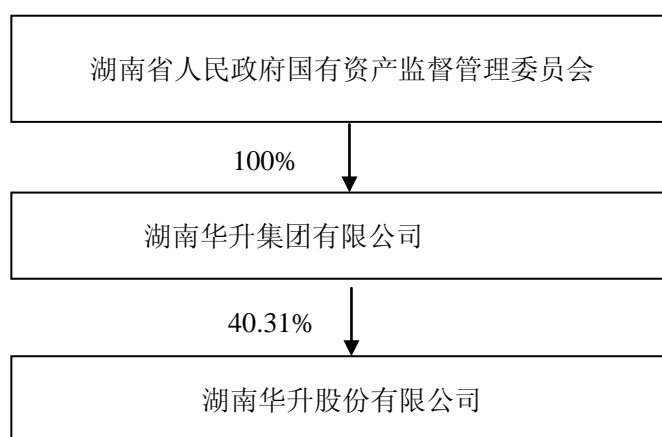 湖南省人民政府国有资产监督管理委员会
100%
湖南华升集团有限公司
40.31%
湖南华升股份有限公司